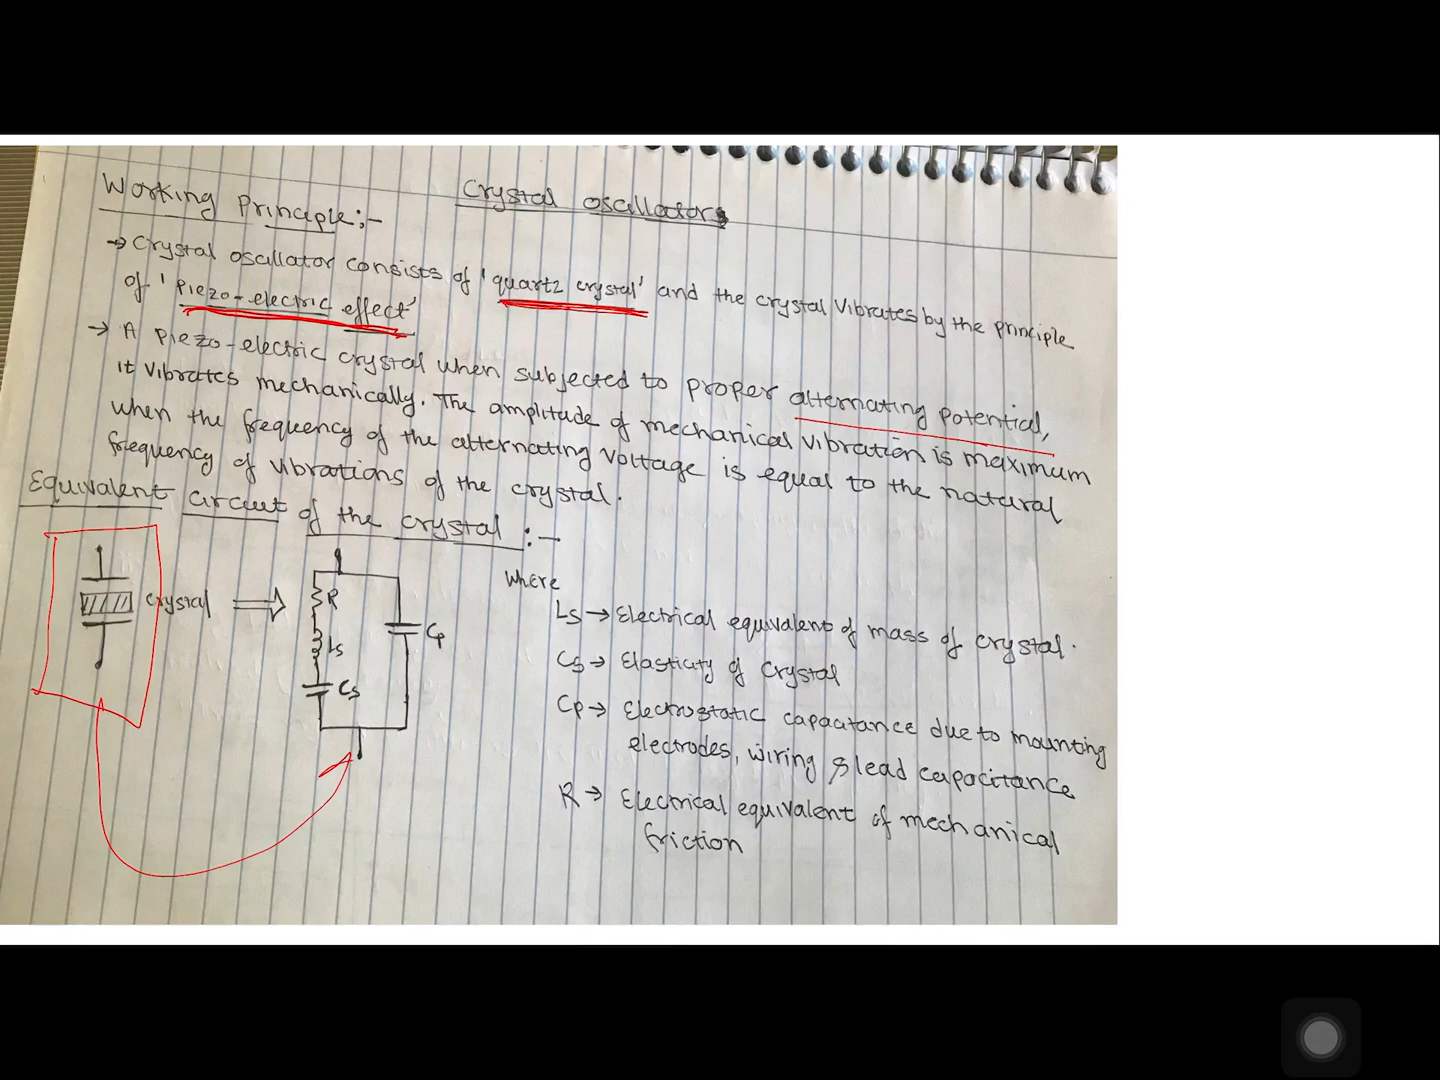 Crystal oscillators
Working Principle:-
→ Crystal oscillator consists of 'quartz crystal' and the crystal vibrates by the principle
of 'Piezo-electric effect'
→ A Piezo-electric crystal when subjected to proper alternating potential,
it vibrates mechanically. The amplitude of mechanical vibration is maximum
when the frequency of the alternating voltage is equal to the natural
frequency of vibrations of the crystal.
Equivalent circuit of the crystal :-
crystal ⇒
R
Ls
Cs
Cp
where
Ls → Electrical equivalent of mass of crystal.
Cs → Elasticity of crystal
Cp → Electrostatic capacitance due to mounting
electrodes, wiring & lead capacitance
R → Electrical equivalent of mechanical
friction